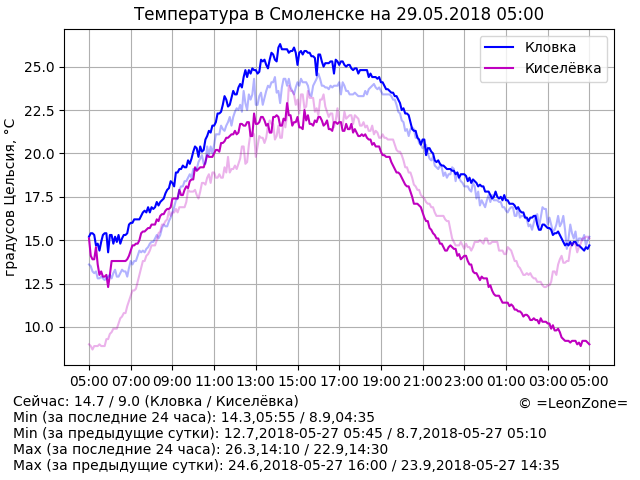 Температура в Смоленске на 29.05.2018 05:00
градусов Цельсия, °C
25.0
22.5
20.0
17.5
15.0
12.5
10.0
Кловка
Киселёвка
05:00 07:00 09:00 11:00 13:00 15:00 17:00 19:00 21:00 23:00 01:00 03:00 05:00
Сейчас: 14.7 / 9.0 (Кловка / Киселёвка)
© =LeonZone=
Min (за последние 24 часа): 14.3,05:55 / 8.9,04:35
Min (за предыдущие сутки): 12.7,2018-05-27 05:45 / 8.7,2018-05-27 05:10
Max (за последние 24 часа): 26.3,14:10 / 22.9,14:30
Max (за предыдущие сутки): 24.6,2018-05-27 16:00 / 23.9,2018-05-27 14:35